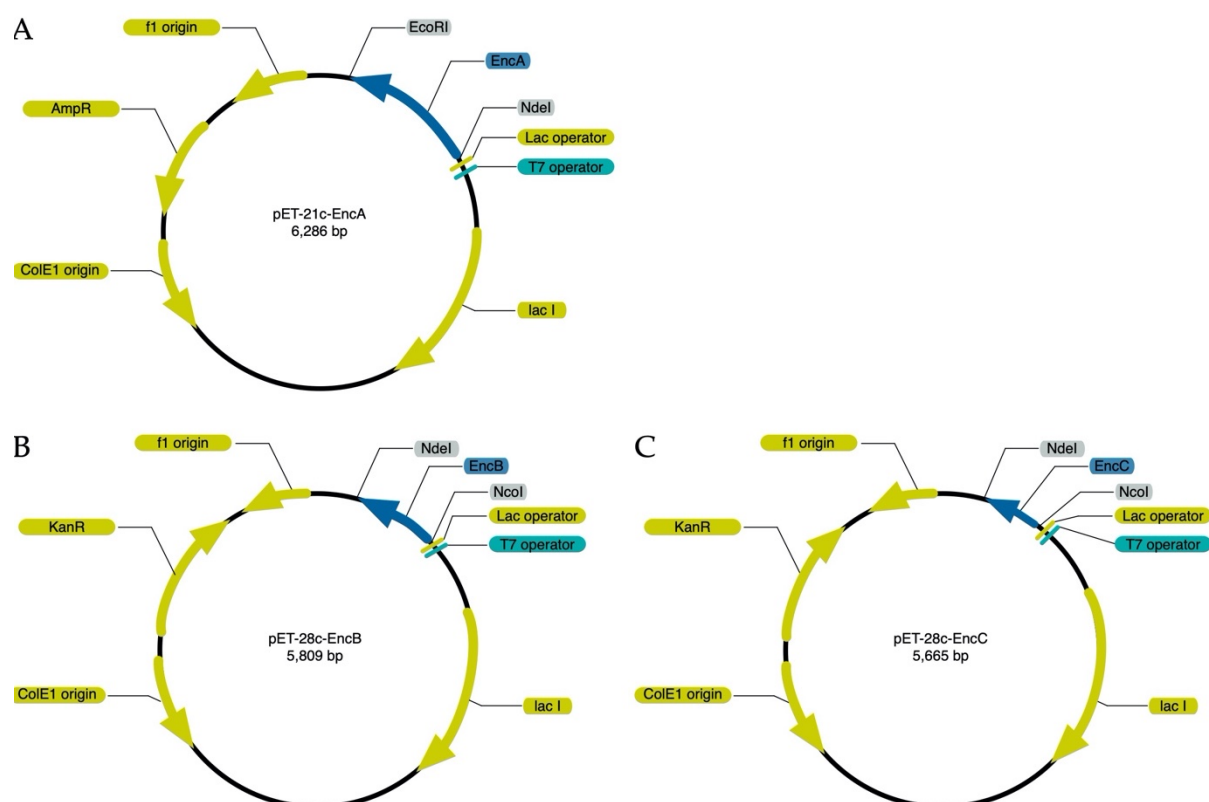 A
f1 origin
EcoRI
EncA
AmpR
NdeI
Lac operator
T7 operator
pET-21c-EncA
6,286 bp
ColE1 origin
lac I
B
f1 origin
NdeI
EncB
NcoI
KanR
Lac operator
T7 operator
pET-28c-EncB
5,809 bp
ColE1 origin
lac I
C
f1 origin
NdeI
EncC
NcoI
KanR
Lac operator
T7 operator
pET-28c-EncC
5,665 bp
ColE1 origin
lac I